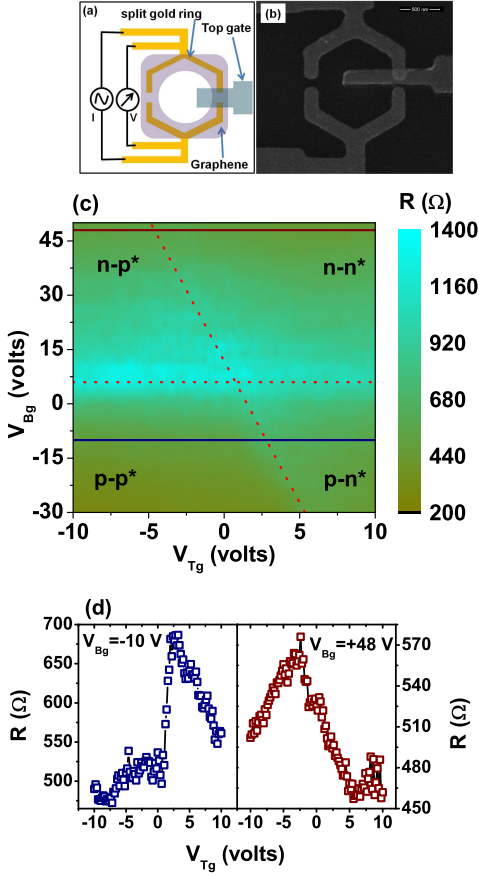 (a)
split gold ring
Top gate
I
V
Graphene
(b)
500 nm
(c)
R (Ω)
n-p*
n-n*
p-p*
p-n*
45
30
15
0
-15
-30
V_Bg (volts)
-10
-5
0
5
10
V_Tg (volts)
1400
1160
920
680
440
200
(d)
V_Bg=-10 V
V_Bg=+48 V
700
650
600
550
500
R (Ω)
570
540
510
480
450
R (Ω)
-10 -5 0 5 10
-10 -5 0 5 10
V_Tg (volts)